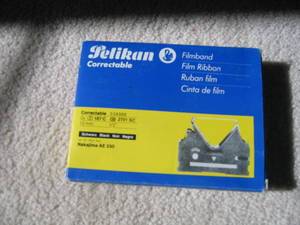 Pelikan
Correctable
Filmband
Film Ribbon
Ruban film
Cinta de film
Correctable
Schwarz Black Noir Negro
Nakajima AE 330